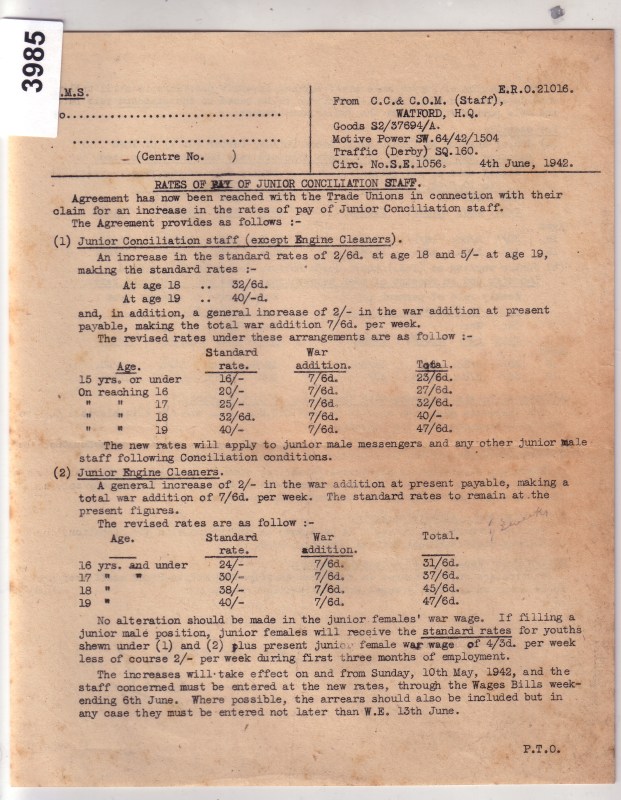 3985
.M.S.
E.R.O.21016.
From C.C.& C.O.M. (Staff),
WATFORD, H.Q.
Goods S2/37694/A.
Motive Power SW.64/42/1504
Traffic (Derby) SQ.160.
Circ. No.S.E.1056. 4th June, 1942.
o..................................
..................................
(Centre No. )
RATES OF PAY OF JUNIOR CONCILIATION STAFF.
Agreement has now been reached with the Trade Unions in connection with their
claim for an increase in the rates of pay of Junior Conciliation staff.
The Agreement provides as follows :-
(1) Junior Conciliation staff (except Engine Cleaners).
An increase in the standard rates of 2/6d. at age 18 and 5/- at age 19,
making the standard rates :-
At age 18 .. 32/6d.
At age 19 .. 40/-d.
and, in addition, a general increase of 2/- in the war addition at present
payable, making the total war addition 7/6d. per week.
The revised rates under these arrangements are as follow :-
Standard War
Age. rate. addition. Total.
15 yrs. or under 16/- 7/6d. 23/6d.
On reaching 16 20/- 7/6d. 27/6d.
" " 17 25/- 7/6d 32/6d.
" " 18 32/6d. 7/6d. 40/-
" " 19 40/- 7/6d. 47/6d.
The new rates will apply to junior male messengers and any other junior male
staff following Conciliation conditions.
(2) Junior Engine Cleaners.
A general increase of 2/- in the war addition at present payable, making a
total war addition of 7/6d. per week. The standard rates to remain at the
present figures.
The revised rates are as follow :-
Age. Standard War Total.
rate. addition.
16 yrs. and under 24/- 7/6d. 31/6d.
17 " " 30/- 7/6d. 37/6d.
18 " 38/- 7/6d. 45/6d.
19 " 40/- 7/6d. 47/6d.
No alteration should be made in the junior females' war wage. If filling a
junior male position, junior females will receive the standard rates for youths
shewn under (1) and (2) plus present junior female war wage of 4/3d. per week
less of course 2/- per week during first three months of employment.
The increases will take effect on and from Sunday, 10th May, 1942, and the
staff concerned must be entered at the new rates, through the Wages Bills week-
ending 6th June. Where possible, the arrears should also be included but in
any case they must be entered not later than W.E. 13th June.
P.T.O.